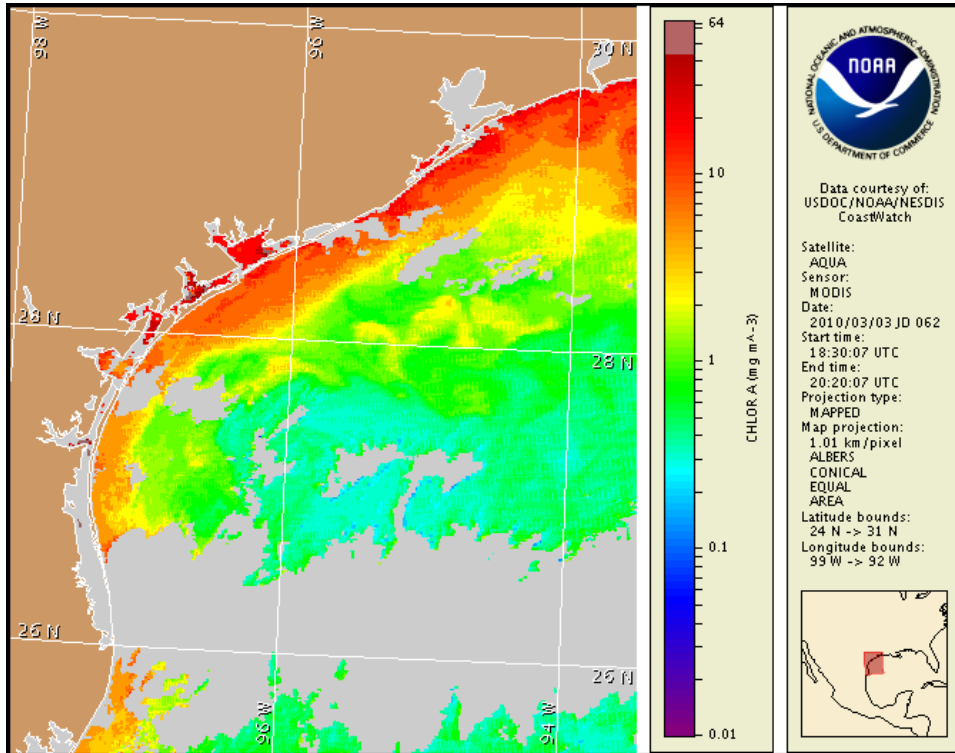 98 W
96 W
30 N
28 N
28 N
26 N
26 N
96 W
94 W
64
10
1
0.1
0.01
CHLOR A (mg m^-3)
NATIONAL OCEANIC AND ATMOSPHERIC ADMINISTRATION
NOAA
U.S. DEPARTMENT OF COMMERCE
Data courtesy of:
USDOC/NOAA/NESDIS
CoastWatch
Satellite:
AQUA
Sensor:
MODIS
Date:
2010/03/03 JD 062
Start time:
18:30:07 UTC
End time:
20:20:07 UTC
Projection type:
MAPPED
Map projection:
1.01 km/pixel
ALBERS
CONICAL
EQUAL
AREA
Latitude bounds:
24 N -> 31 N
Longitude bounds:
99 W -> 92 W